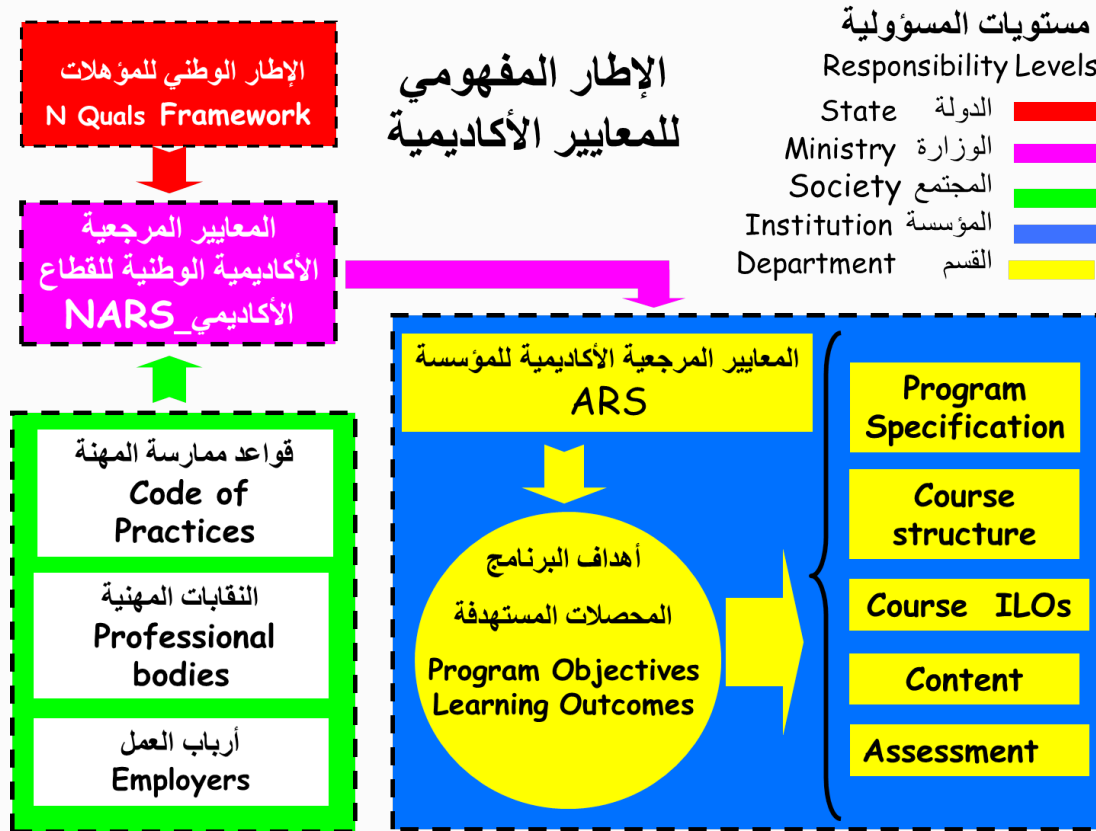 الإطار المفهومي
للمعايير الأكاديمية
مستويات المسؤولية
Responsibility Levels
State الدولة
Ministry الوزارة
Society المجتمع
Institution المؤسسة
Department القسم
الإطار الوطني للمؤهلات
N Quals Framework
المعايير المرجعية
الأكاديمية الوطنية للقطاع
الأكاديمي_NARS
قواعد ممارسة المهنة
Code of
Practices
النقابات المهنية
Professional
bodies
أرباب العمل
Employers
المعايير المرجعية الأكاديمية للمؤسسة
ARS
أهداف البرنامج
المحصلات المستهدفة
Program Objectives
Learning Outcomes
Program
Specification
Course
structure
Course ILOs
Content
Assessment